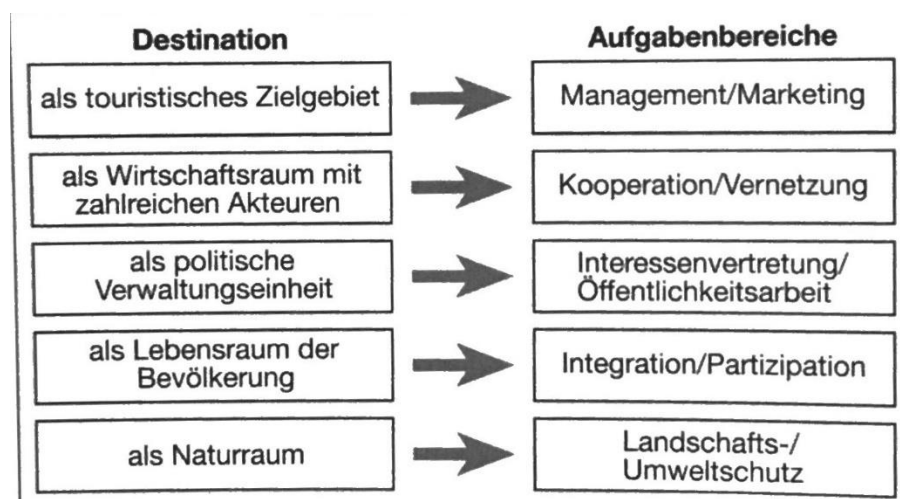 Destination
Aufgabenbereiche
als touristisches Zielgebiet
Management/Marketing
als Wirtschaftsraum mit
zahlreichen Akteuren
Kooperation/Vernetzung
als politische
Verwaltungseinheit
Interessenvertretung/
Öffentlichkeitsarbeit
als Lebensraum der
Bevölkerung
Integration/Partizipation
als Naturraum
Landschafts-/
Umweltschutz